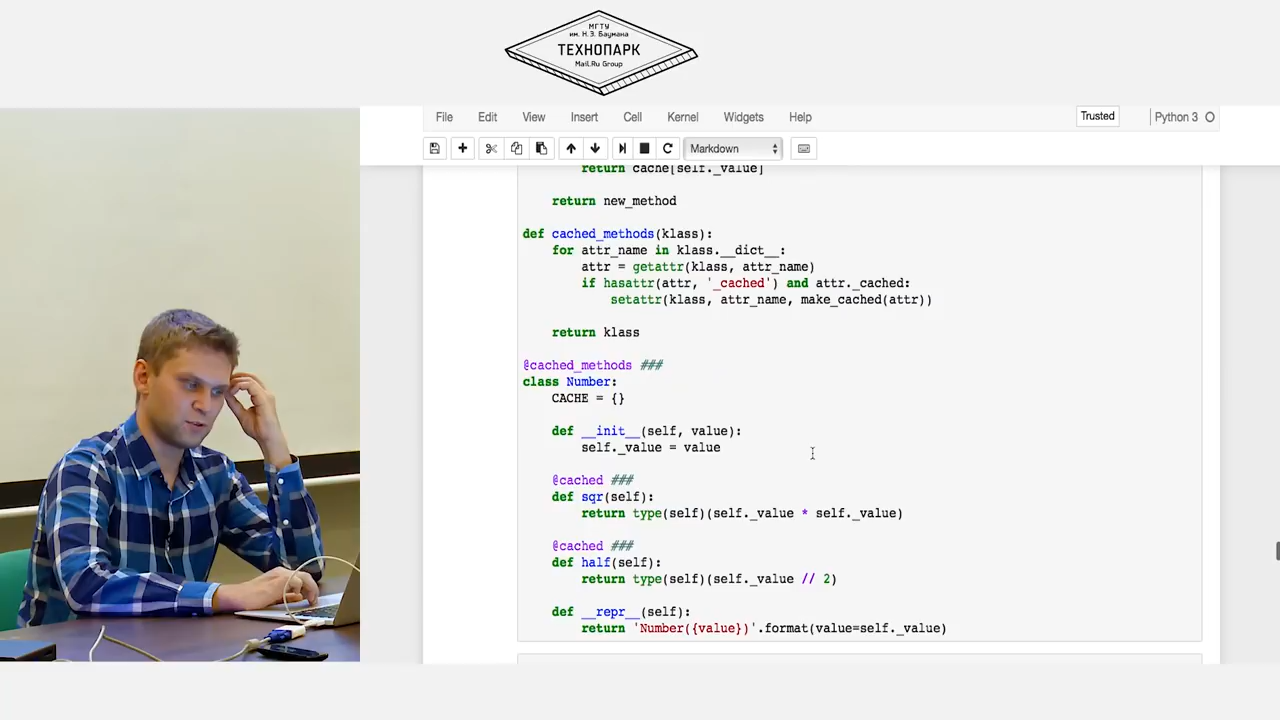 МГТУ
им. Н.Э. Баумана
ТЕХНОПАРК
Mail.Ru Group
File Edit View Insert Cell Kernel Widgets Help Trusted Python 3
Markdown
return cache[self._value]
return new_method
def cached_methods(klass):
for attr_name in klass.__dict__:
attr = getattr(klass, attr_name)
if hasattr(attr, '_cached') and attr._cached:
setattr(klass, attr_name, make_cached(attr))
return klass
@cached_methods ###
class Number:
CACHE = {}
def __init__(self, value):
self._value = value
@cached ###
def sqr(self):
return type(self)(self._value * self._value)
@cached ###
def half(self):
return type(self)(self._value // 2)
def __repr__(self):
return 'Number({value})'.format(value=self._value)